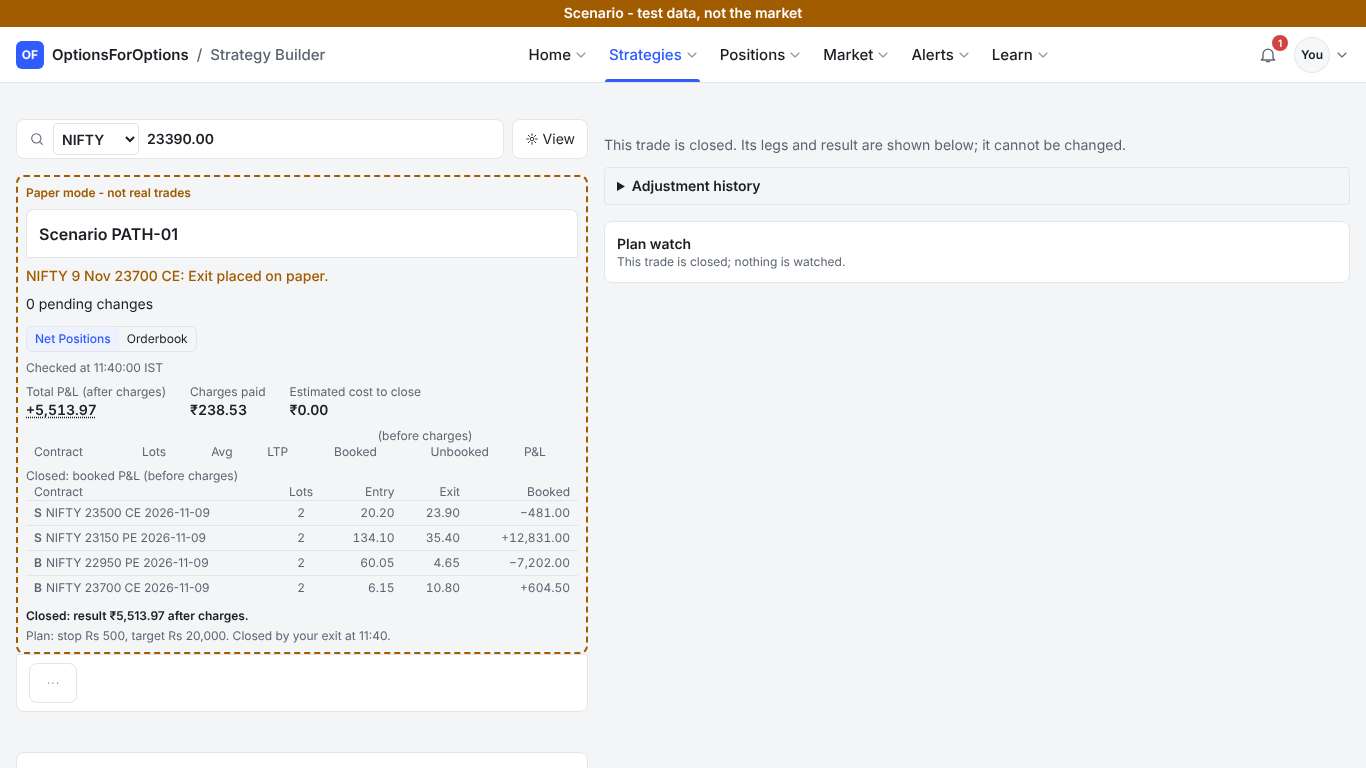 Scenario - test data, not the market
OF OptionsForOptions / Strategy Builder Home Strategies Positions Market Alerts Learn 1 You
NIFTY 23390.00 View
This trade is closed. Its legs and result are shown below; it cannot be changed.
Adjustment history
Plan watch
This trade is closed; nothing is watched.
Paper mode - not real trades
Scenario PATH-01
NIFTY 9 Nov 23700 CE: Exit placed on paper.
0 pending changes
Net Positions Orderbook
Checked at 11:40:00 IST
Total P&L (after charges) Charges paid Estimated cost to close
+5,513.97 ₹238.53 ₹0.00
(before charges)
Contract Lots Avg LTP Booked Unbooked P&L
Closed: booked P&L (before charges)
Contract Lots Entry Exit Booked
S NIFTY 23500 CE 2026-11-09 2 20.20 23.90 −481.00
S NIFTY 23150 PE 2026-11-09 2 134.10 35.40 +12,831.00
B NIFTY 22950 PE 2026-11-09 2 60.05 4.65 −7,202.00
B NIFTY 23700 CE 2026-11-09 2 6.15 10.80 +604.50
Closed: result ₹5,513.97 after charges.
Plan: stop Rs 500, target Rs 20,000. Closed by your exit at 11:40.
...